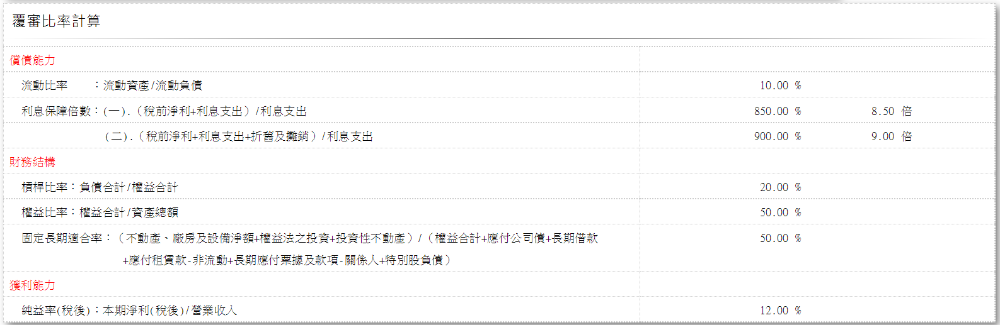 覆審比率計算
償債能力
流動比率　　：流動資產/流動負債 10.00 %
利息保障倍數：(一).（稅前淨利+利息支出）/利息支出 850.00 % 8.50 倍
(二).（稅前淨利+利息支出+折舊及攤銷）/利息支出 900.00 % 9.00 倍
財務結構
槓桿比率：負債合計/權益合計 20.00 %
權益比率：權益合計/資產總額 50.00 %
固定長期適合率：（不動產、廠房及設備淨額+權益法之投資+投資性不動產）/（權益合計+應付公司債+長期借款 50.00 %
+應付租賃款-非流動+長期應付票據及款項-關係人+特別股負債）
獲利能力
純益率(稅後)：本期淨利(稅後)/營業收入 12.00 %